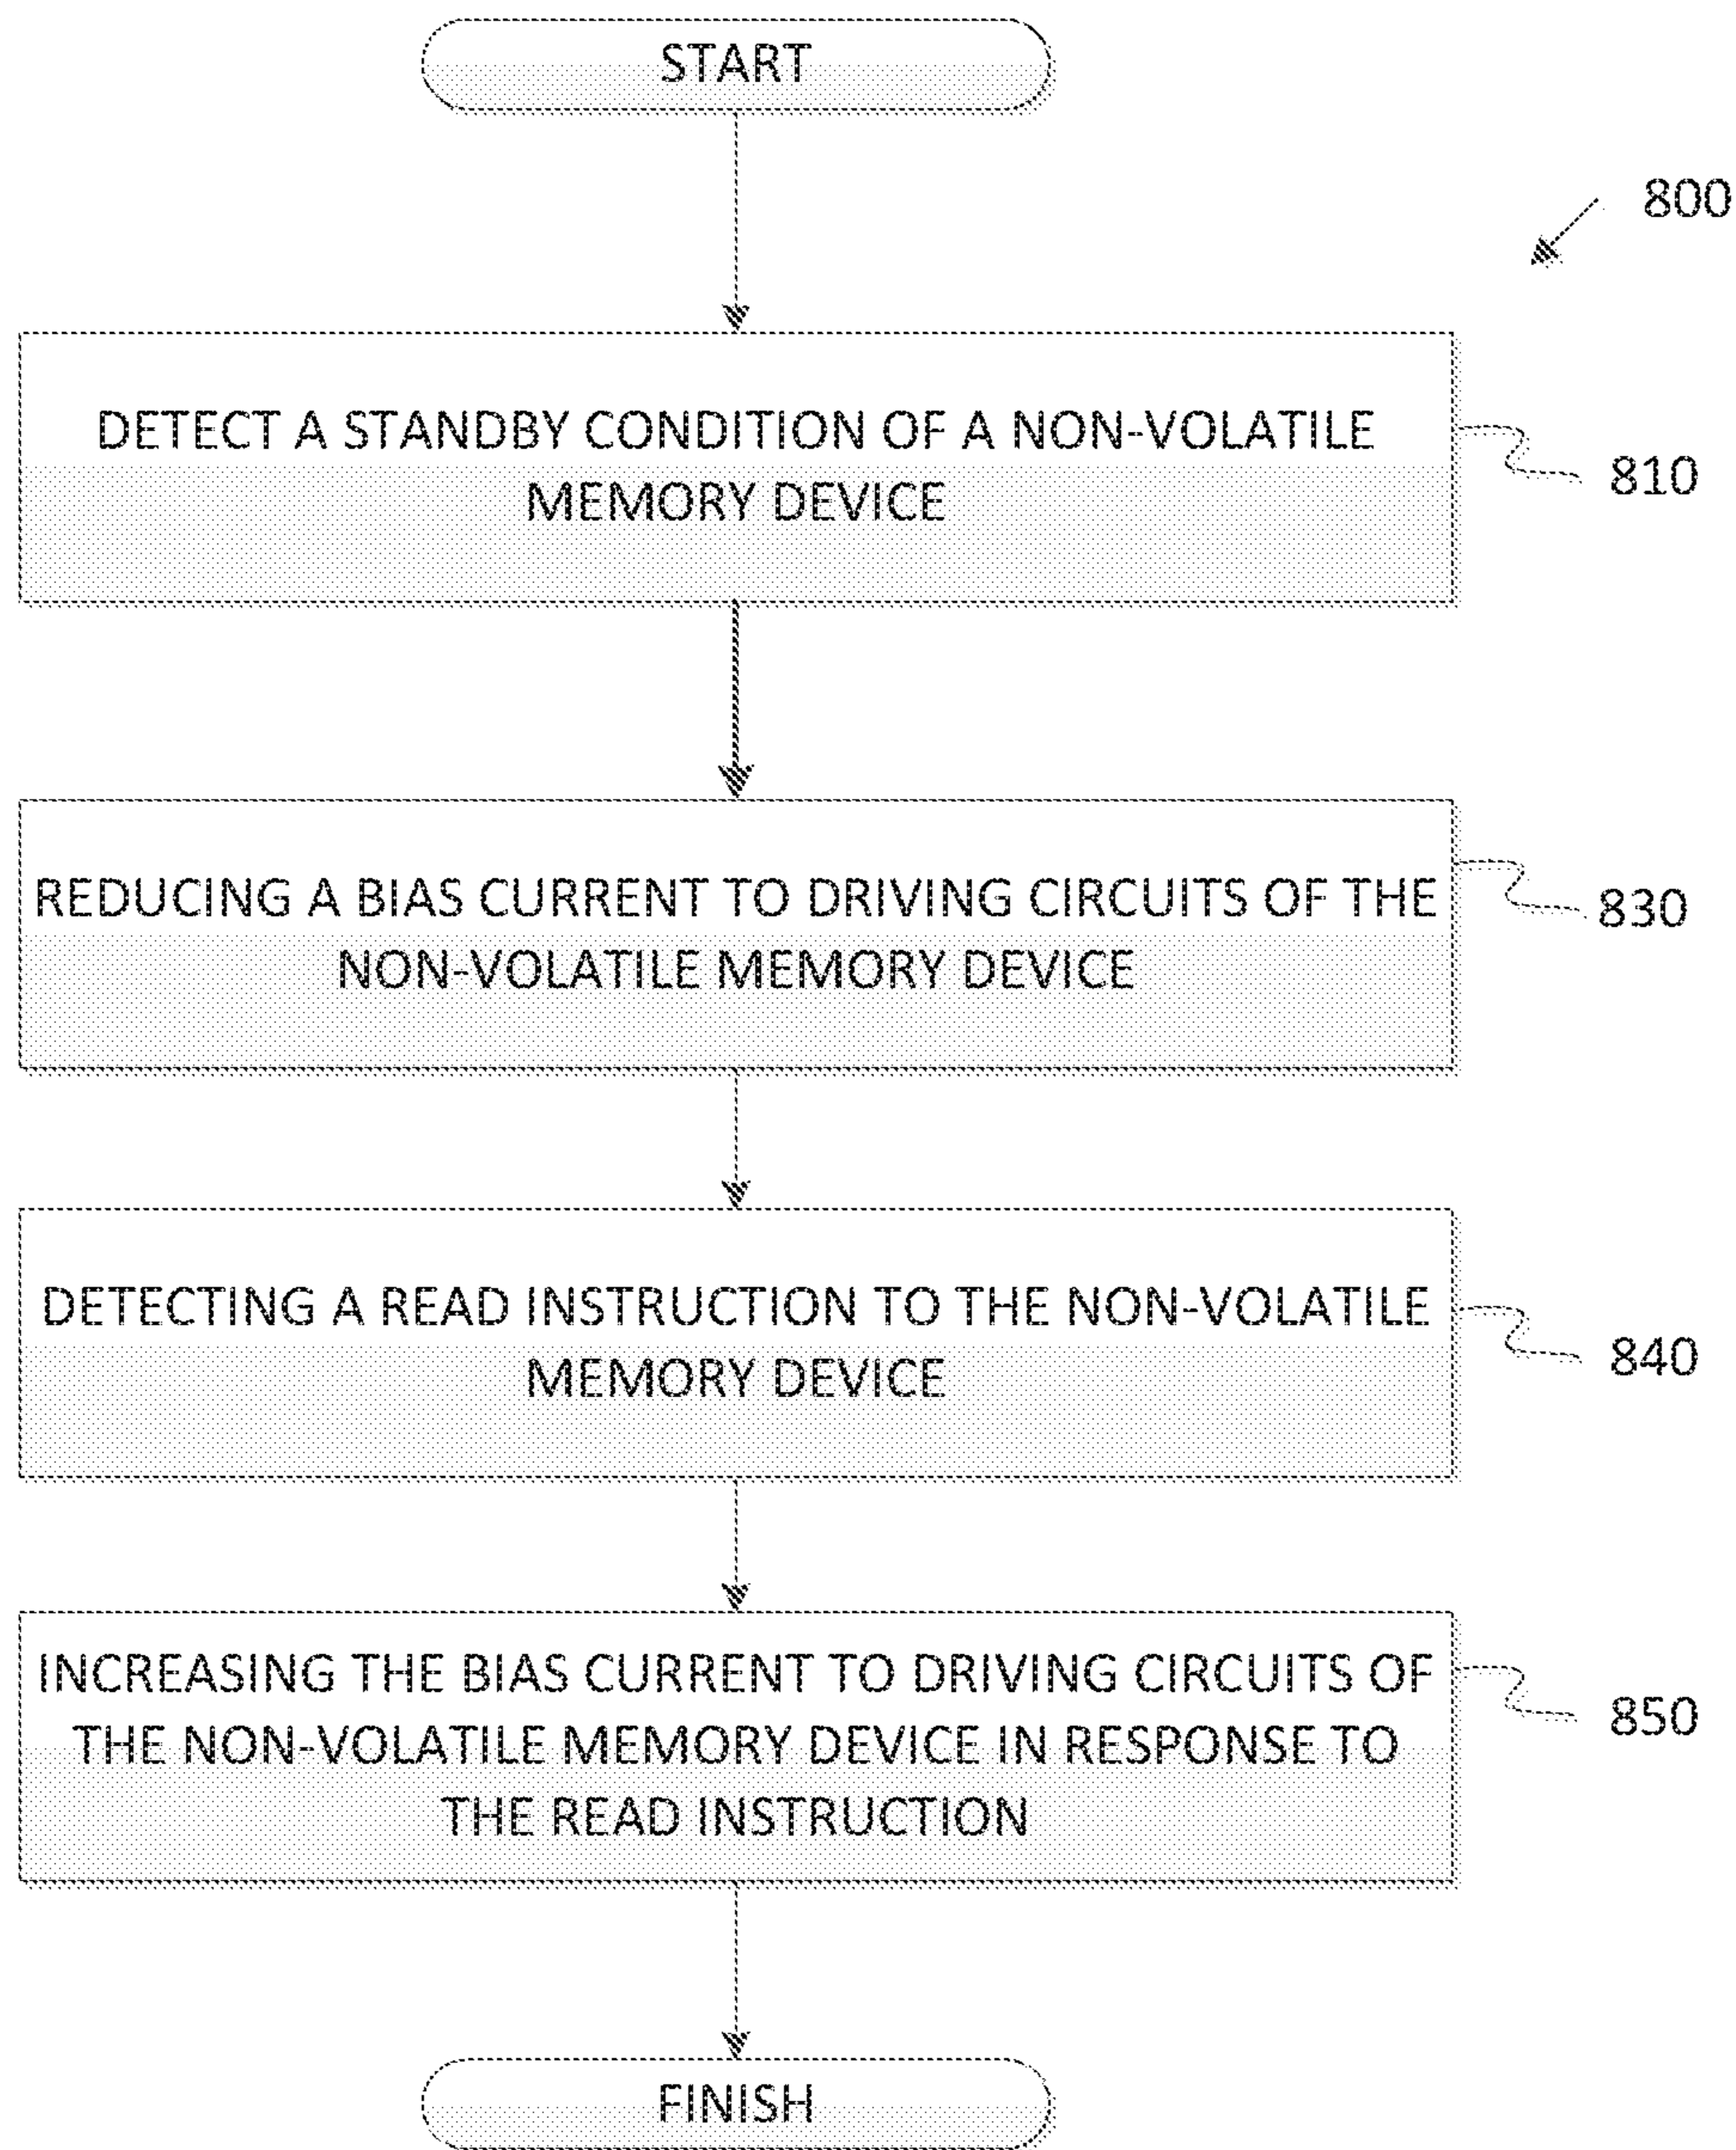 START
800
DETECT A STANDBY CONDITION OF A NON-VOLATILE
MEMORY DEVICE
810
REDUCING A BIAS CURRENT TO DRIVING CIRCUITS OF THE
NON-VOLATILE MEMORY DEVICE
830
DETECTING A READ INSTRUCTION TO THE NON-VOLATILE
MEMORY DEVICE
840
INCREASING THE BIAS CURRENT TO DRIVING CIRCUITS OF
THE NON-VOLATILE MEMORY DEVICE IN RESPONSE TO
THE READ INSTRUCTION
850
FINISH